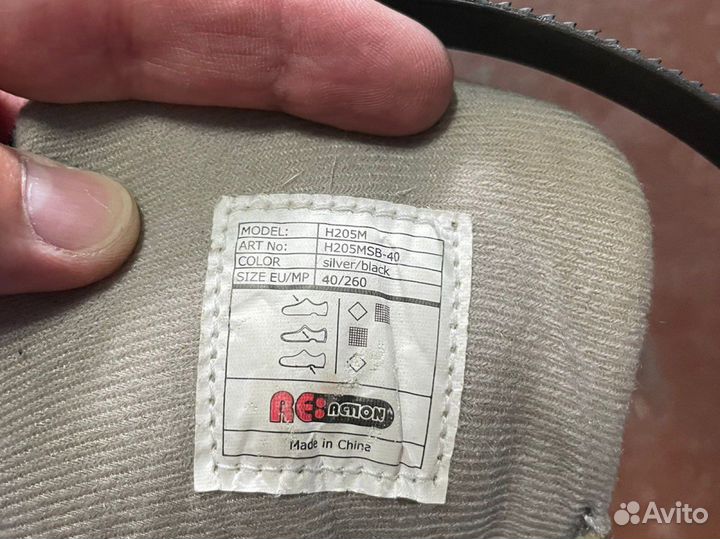 MODEL: H205M
ART No: H205MSB-40
COLOR silver/black
SIZE EU/MP 40/260
RE: ACTION
Made in China
Avito